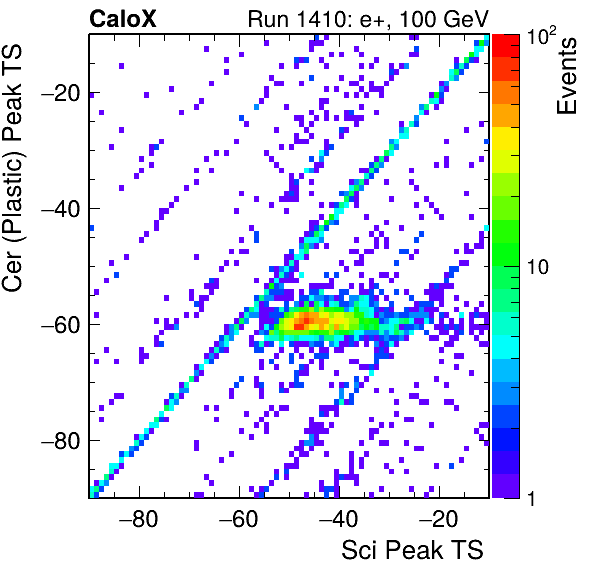 CaloX Run 1410: e+, 100 GeV
Cer (Plastic) Peak TS
−20
−40
−60
−80
−80 −60 −40 −20
Sci Peak TS
10²
10
1
Events